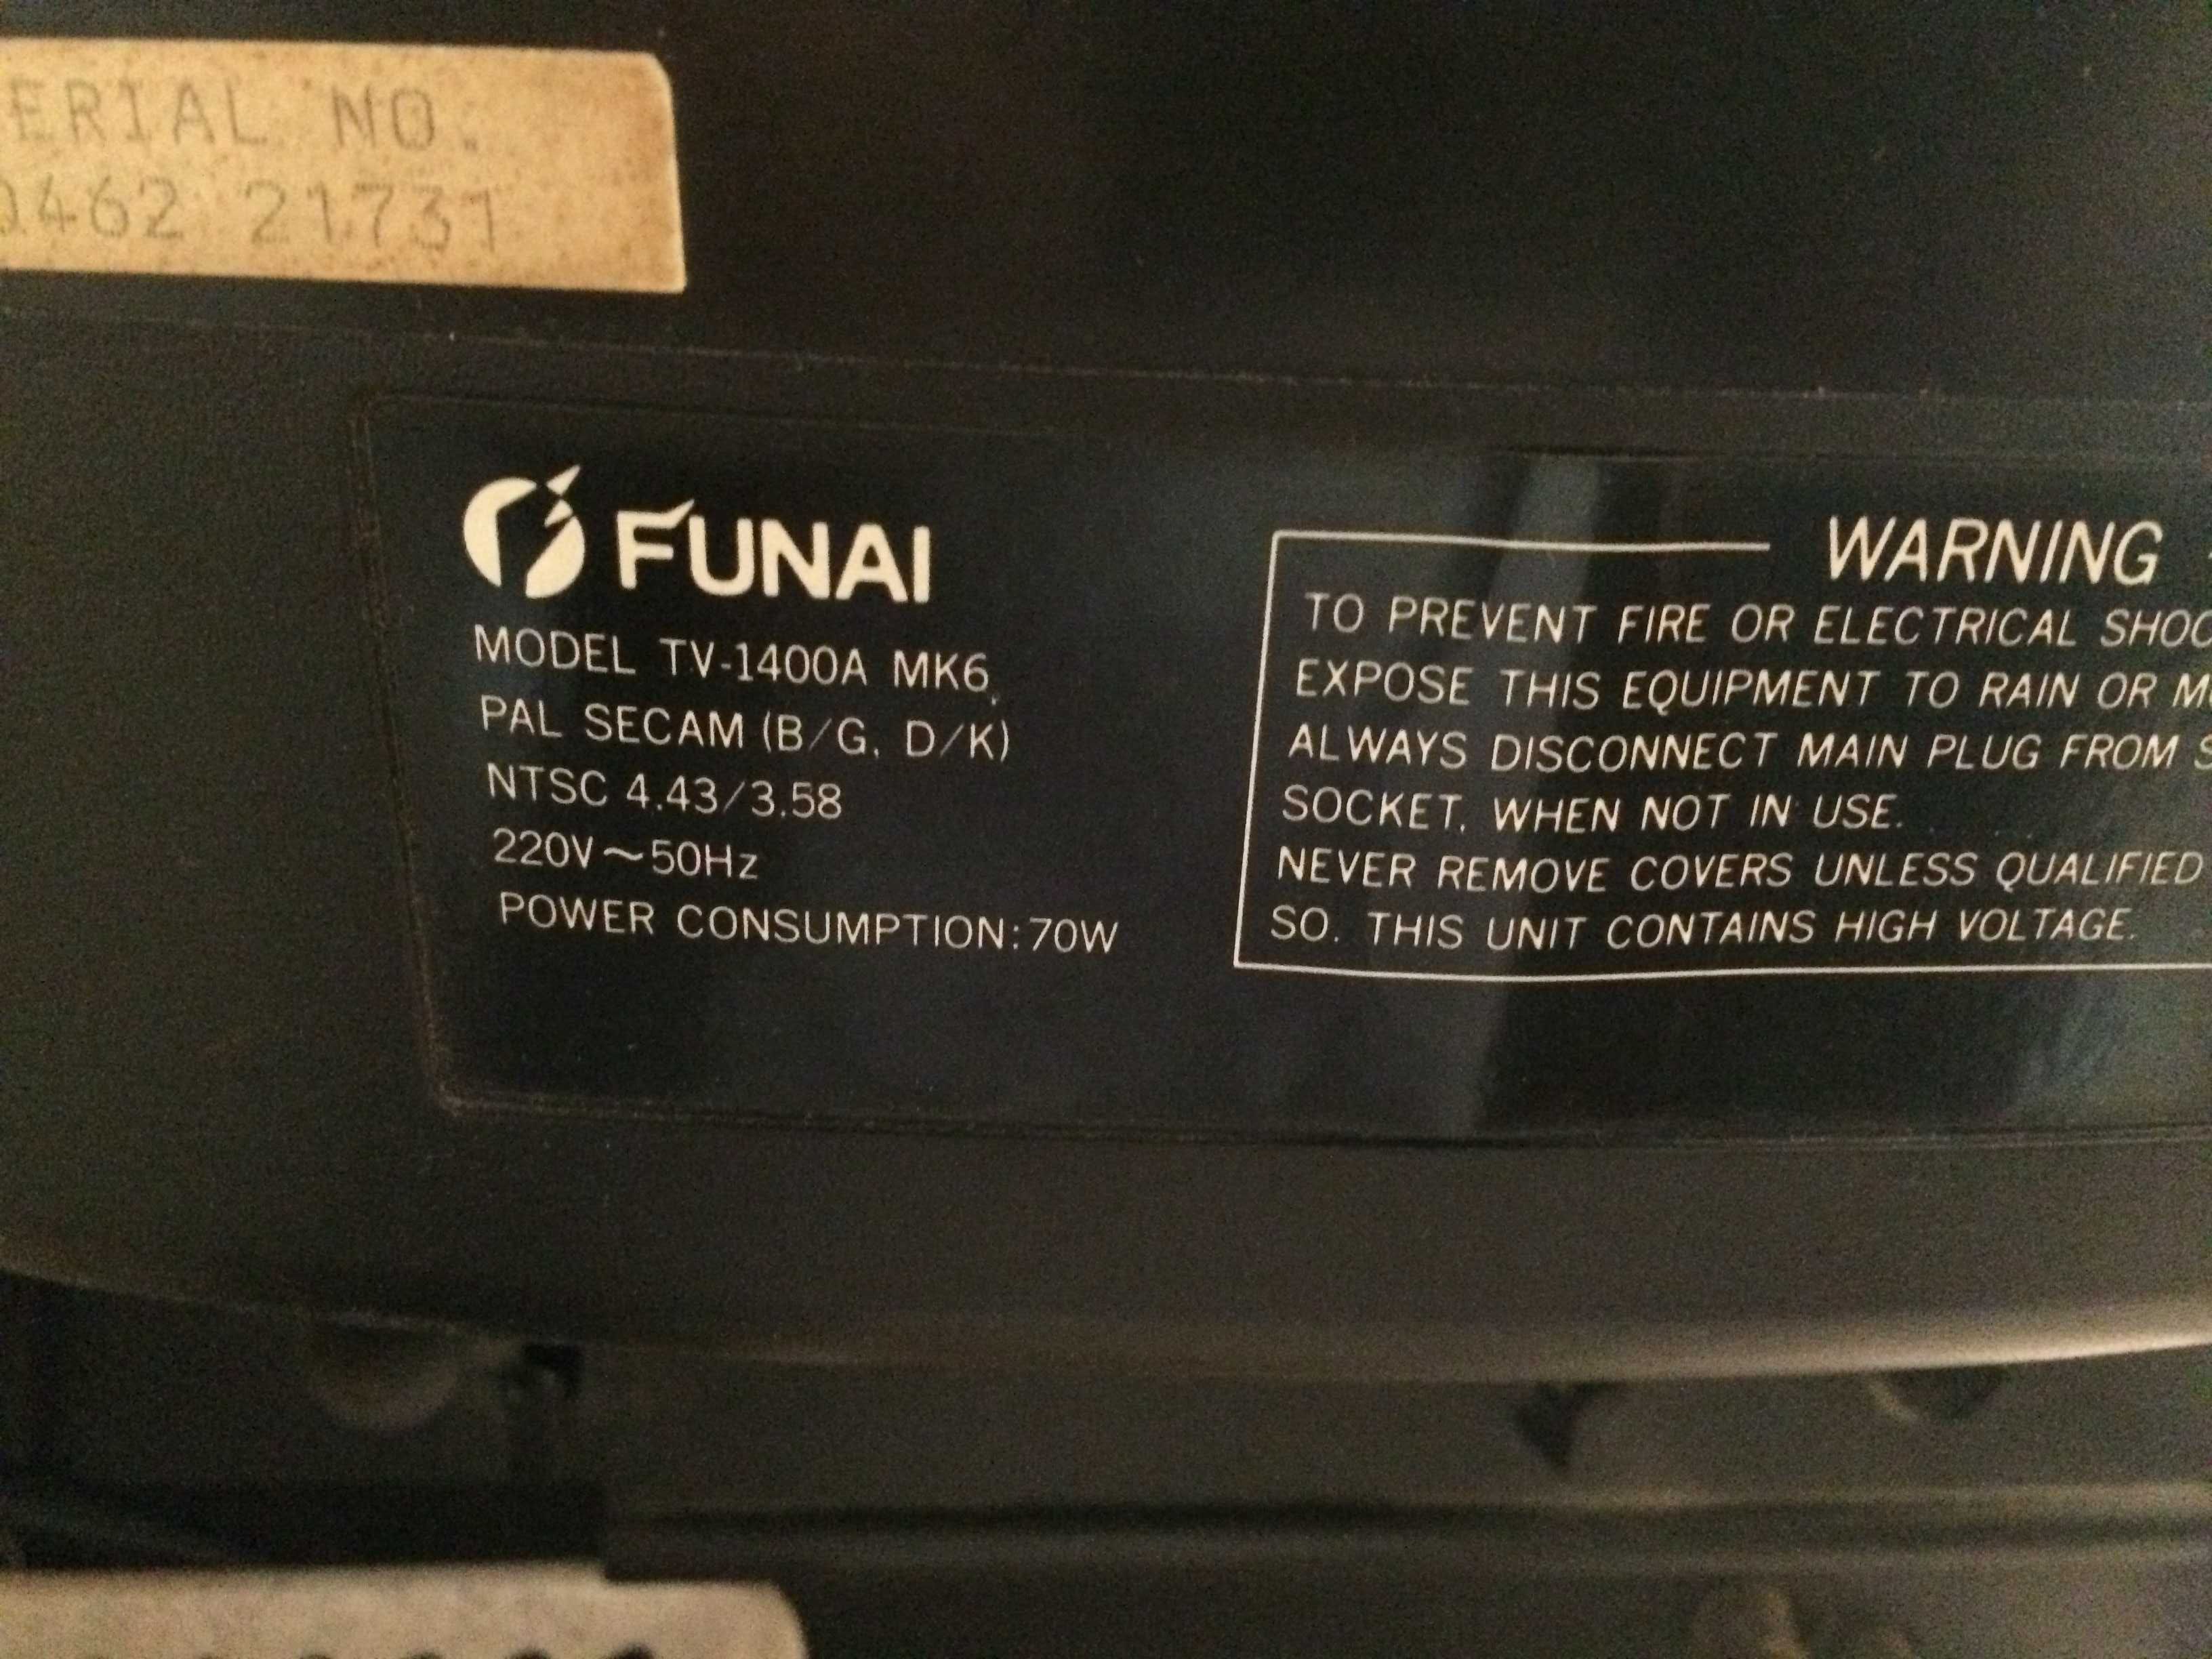 ERIAL NO.
0462 21731
FUNAI
MODEL TV-1400A MK6
PAL SECAM (B/G, D/K)
NTSC 4.43/3.58
220V~50Hz
POWER CONSUMPTION: 70W
WARNING
TO PREVENT FIRE OR ELECTRICAL SHOC
EXPOSE THIS EQUIPMENT TO RAIN OR M
ALWAYS DISCONNECT MAIN PLUG FROM S
SOCKET, WHEN NOT IN USE.
NEVER REMOVE COVERS UNLESS QUALIFIED
SO. THIS UNIT CONTAINS HIGH VOLTAGE.